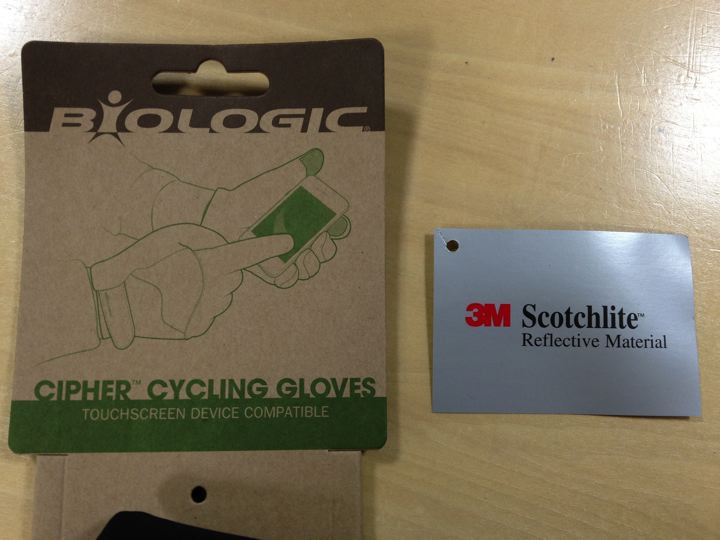 BIOLOGIC®
CIPHER™ CYCLING GLOVES
TOUCHSCREEN DEVICE COMPATIBLE
3M Scotchlite™
Reflective Material